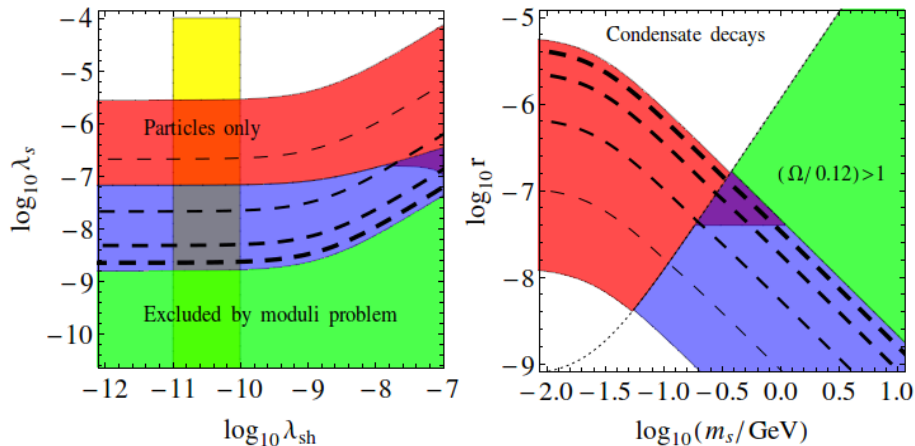 −4
−5
−6
−7
−8
−9
−10
log₁₀ λₛ
Particles only
Excluded by moduli problem
−12 −11 −10 −9 −8 −7
log₁₀ λₛₕ
−5
−6
−7
−8
−9
log₁₀ r
Condensate decays
(Ω/0.12)>1
−2.0 −1.5 −1.0 −0.5 0.0 0.5 1.0
log₁₀(mₛ/GeV)